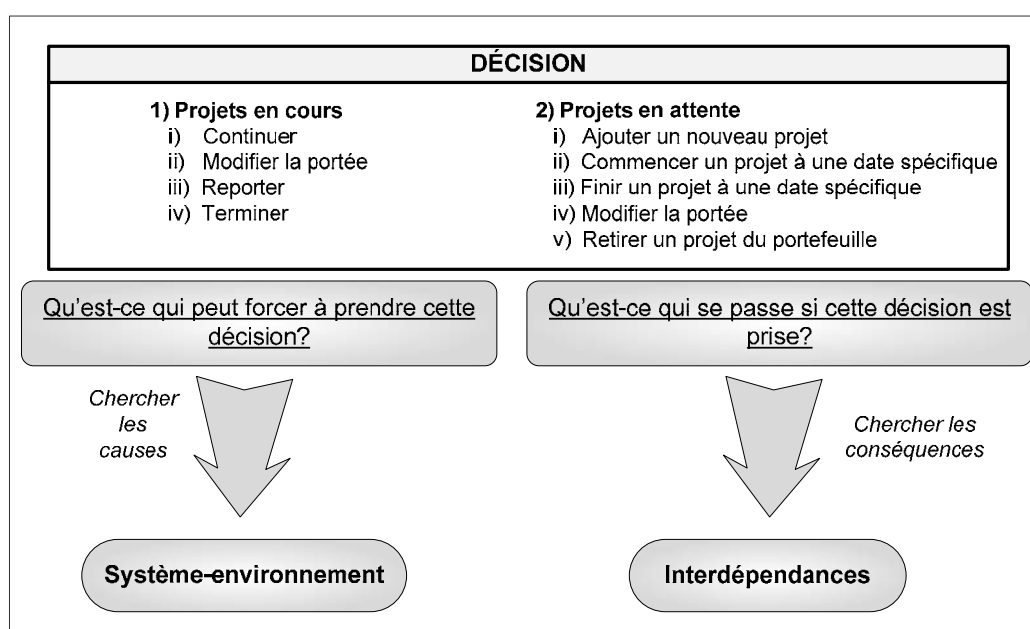 DÉCISION
1) Projets en cours
i) Continuer
ii) Modifier la portée
iii) Reporter
iv) Terminer
2) Projets en attente
i) Ajouter un nouveau projet
ii) Commencer un projet à une date spécifique
iii) Finir un projet à une date spécifique
iv) Modifier la portée
v) Retirer un projet du portefeuille
Qu'est-ce qui peut forcer à prendre cette
décision?
Qu'est-ce qui se passe si cette décision est
prise?
Chercher
les
causes
Chercher les
conséquences
Système-environnement
Interdépendances